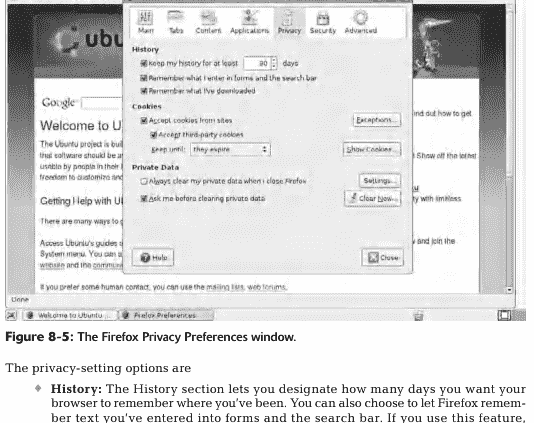 ubu
Main Tabs Content Applications Privacy Security Advanced
History
Keep my history for at least 90 days
Remember what I enter in forms and the search bar
Remember what I've downloaded
Google
Cookies
Accept cookies from sites Exceptions...
ind out how to get
Welcome to U
Accept third-party cookies
The Ubuntu project is buil
Keep until: they expire Show Cookies...
that software should be a
Show off the latest
usable by people in their l
Private Data
freedom to customize and
Always clear my private data when I close Firefox Settings...
Getting Help with U
Ask me before clearing private data Clear Now...
ty with limitless
There are many ways to g
Access Ubuntu's guides o
and join the
System menu. You can a
Help Close
website and the commun
If you prefer some human contact, you can use the mailing lists, web forums,
Done
Welcome to Ubuntu ... Firefox Preferences
Figure 8-5: The Firefox Privacy Preferences window.
The privacy-setting options are
History: The History section lets you designate how many days you want your
browser to remember where you've been. You can also choose to let Firefox remem-
ber text you've entered into forms and the search bar. If you use this feature,